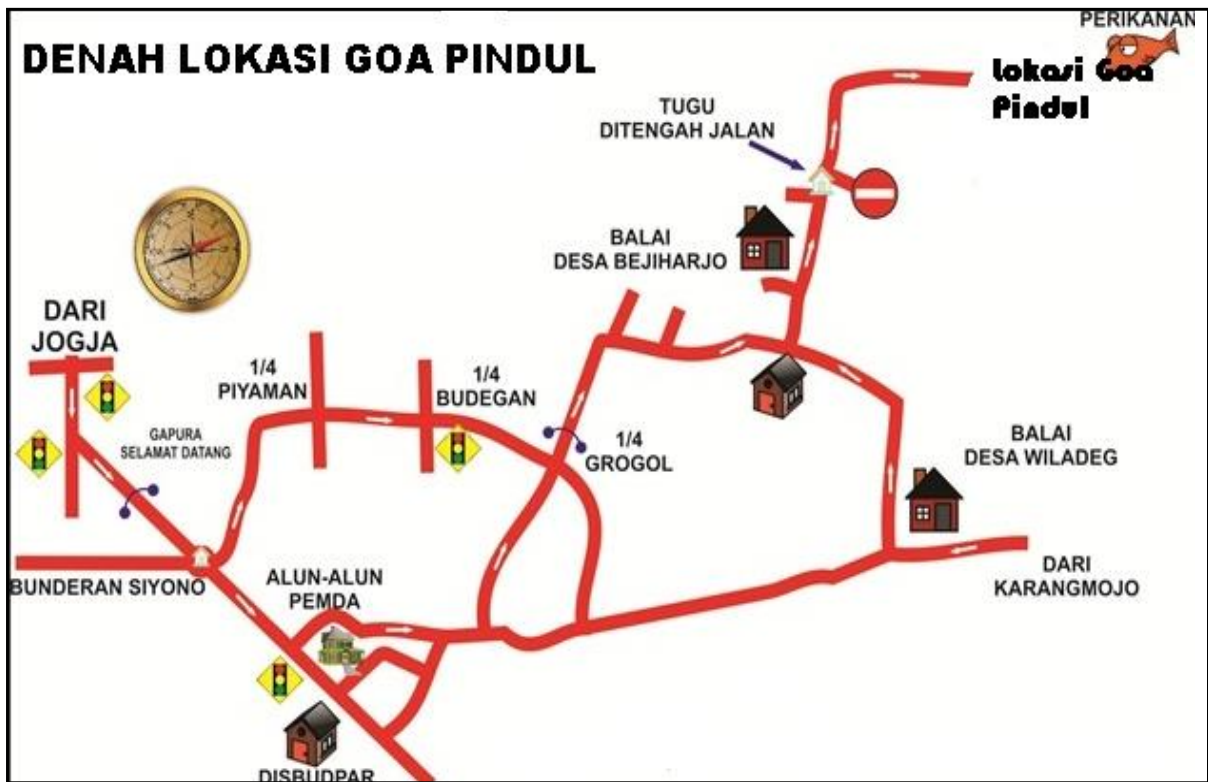 DENAH LOKASI GOA PINDUL
PERIKANAN
Lokasi Goa
Pindul
TUGU
DITENGAH JALAN
BALAI
DESA BEJIHARJO
DARI
JOGJA
1/4
PIYAMAN
1/4
BUDEGAN
GAPURA
SELAMAT DATANG
1/4
GROGOL
BALAI
DESA WILADEG
BUNDERAN SIYONO
ALUN-ALUN
PEMDA
DARI
KARANGMOJO
DISBUDPAR